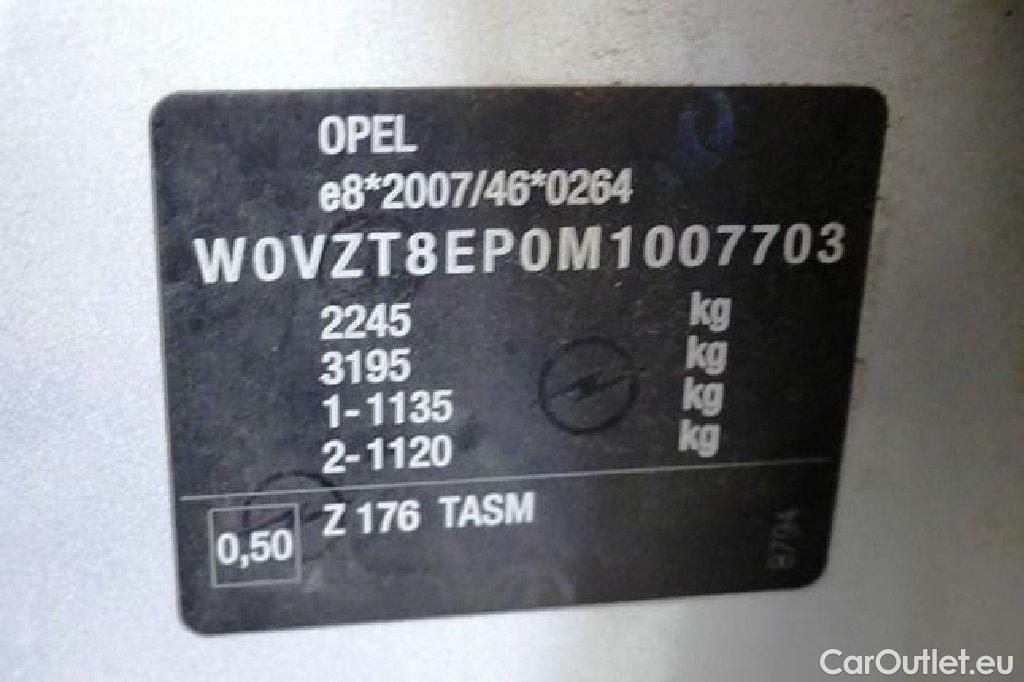 OPEL
e8*2007/46*0264
W0VZT8EP0M1007703
2245 kg
3195 kg
1-1135 kg
2-1120 kg
0,50 Z 176 TASM
B794
CarOutlet.eu